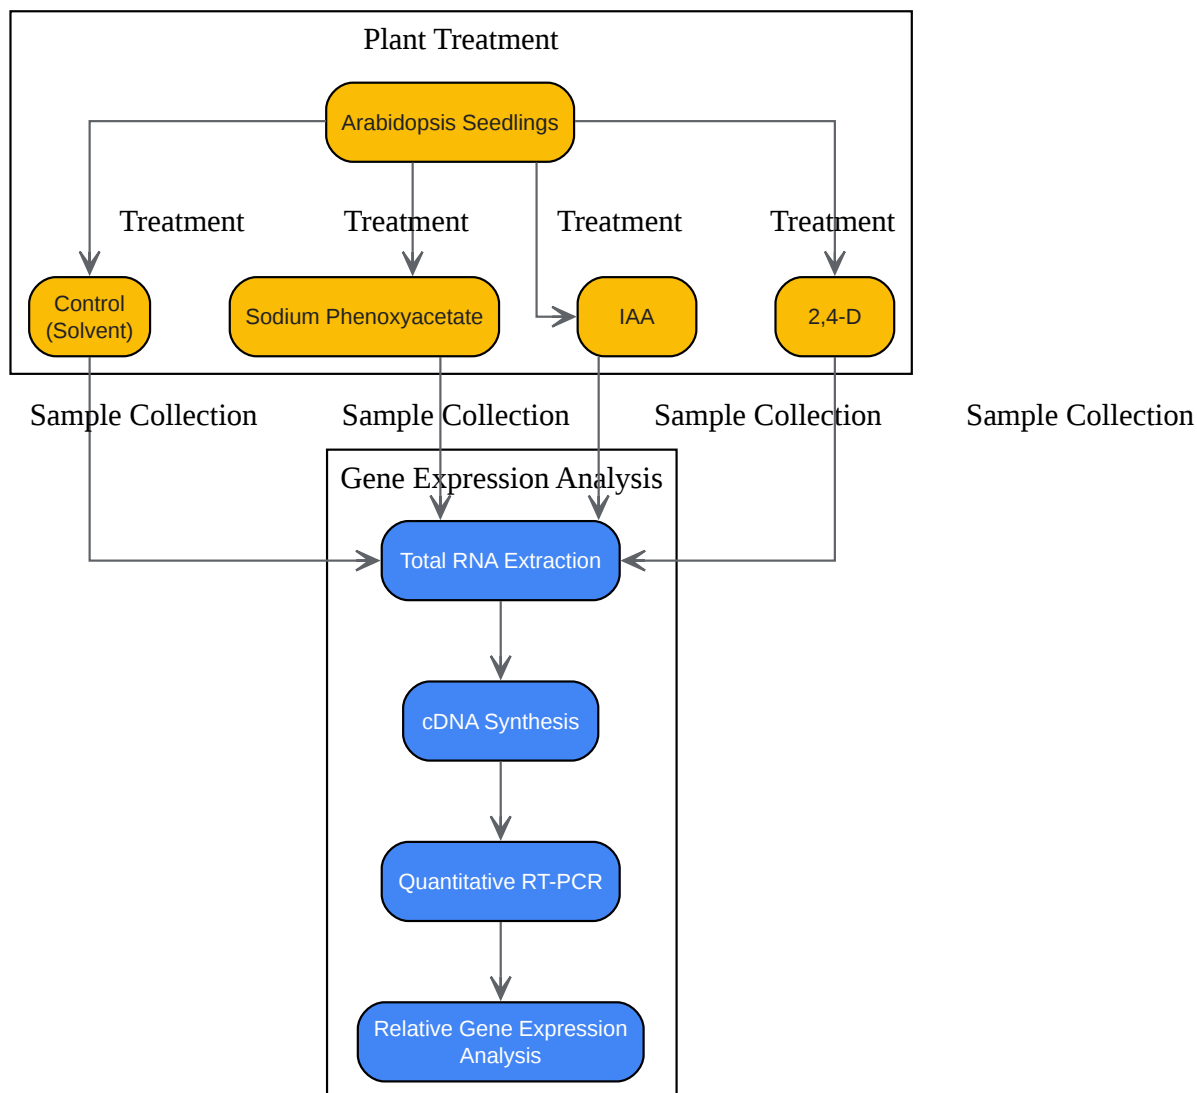 Plant Treatment
Arabidopsis Seedlings
Treatment
Treatment
Treatment
Treatment
Control
(Solvent)
Sodium Phenoxyacetate
IAA
2,4-D
Sample Collection
Sample Collection
Sample Collection
Sample Collection
Gene Expression Analysis
Total RNA Extraction
cDNA Synthesis
Quantitative RT-PCR
Relative Gene Expression
Analysis